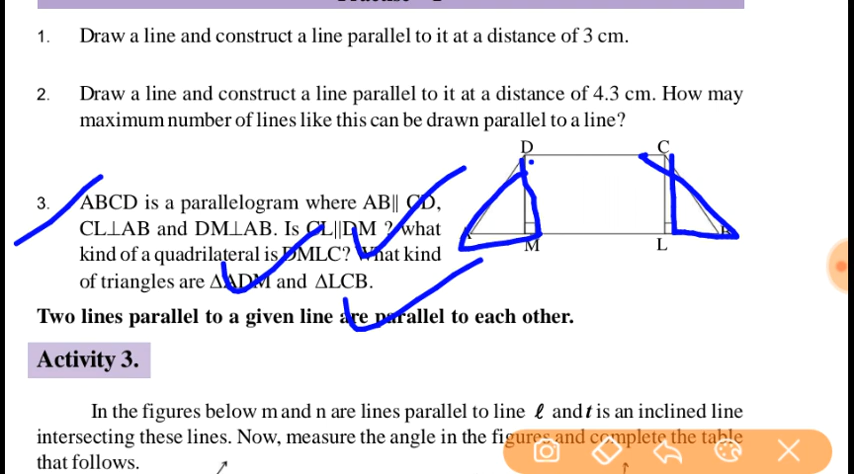 1. Draw a line and construct a line parallel to it at a distance of 3 cm.
2. Draw a line and construct a line parallel to it at a distance of 4.3 cm. How may
maximum number of lines like this can be drawn parallel to a line?
D C
3. ABCD is a parallelogram where AB|| CD,
CL⊥AB and DM⊥AB. Is CL||DM ? what
kind of a quadrilateral is DMLC? What kind
of triangles are ΔADM and ΔLCB.
A M L B
Two lines parallel to a given line are parallel to each other.
Activity 3.
In the figures below m and n are lines parallel to line ℓ and t is an inclined line
intersecting these lines. Now, measure the angle in the figures and complete the table
that follows.